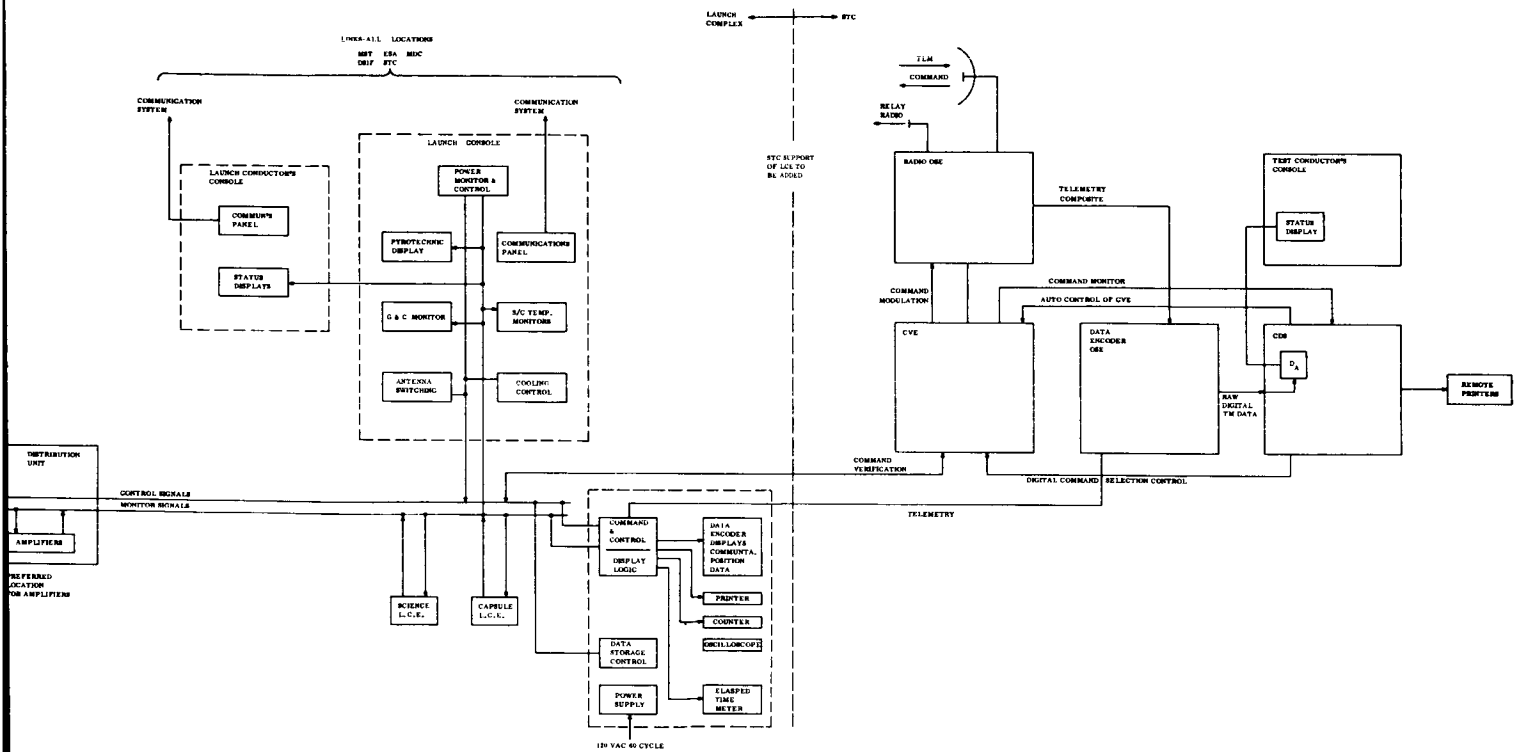 LAUNCH
COMPLEX
STC
LINKS-ALL LOCATIONS
MST ESA MDC
DSIF STC
COMMUNICATION
SYSTEM
COMMUNICATION
SYSTEM
LAUNCH CONDUCTOR'S
CONSOLE
COMMUN'S
PANEL
STATUS
DISPLAYS
LAUNCH CONSOLE
POWER
MONITOR &
CONTROL
PYROTECHNIC
DISPLAY
COMMUNICATIONS
PANEL
G & C MONITOR
S/C TEMP.
MONITORS
ANTENNA
SWITCHING
COOLING
CONTROL
STC SUPPORT
OF LCE TO
BE ADDED
TLM
COMMAND
RELAY
RADIO
RADIO OSE
TELEMETRY
COMPOSITE
TEST CONDUCTOR'S
CONSOLE
STATUS
DISPLAY
COMMAND
MODULATION
COMMAND MONITOR
AUTO CONTROL OF CVE
CVE
DATA
ENCODER
OSE
CDS
D_A
RAW
DIGITAL
TM DATA
REMOTE
PRINTERS
COMMAND
VERIFICATION
DIGITAL COMMAND SELECTION CONTROL
TELEMETRY
DISTRIBUTION
UNIT
CONTROL SIGNALS
MONITOR SIGNALS
AMPLIFIERS
PREFERRED
LOCATION
FOR AMPLIFIERS
SCIENCE
L.C.E.
CAPSULE
L.C.E.
COMMAND
&
CONTROL
DISPLAY
LOGIC
DATA
ENCODER
DISPLAYS
COMMUNTA.
POSITION
DATA
PRINTER
COUNTER
OSCILLOSCOPE
DATA
STORAGE
CONTROL
POWER
SUPPLY
ELASPED
TIME
METER
120 VAC 60 CYCLE